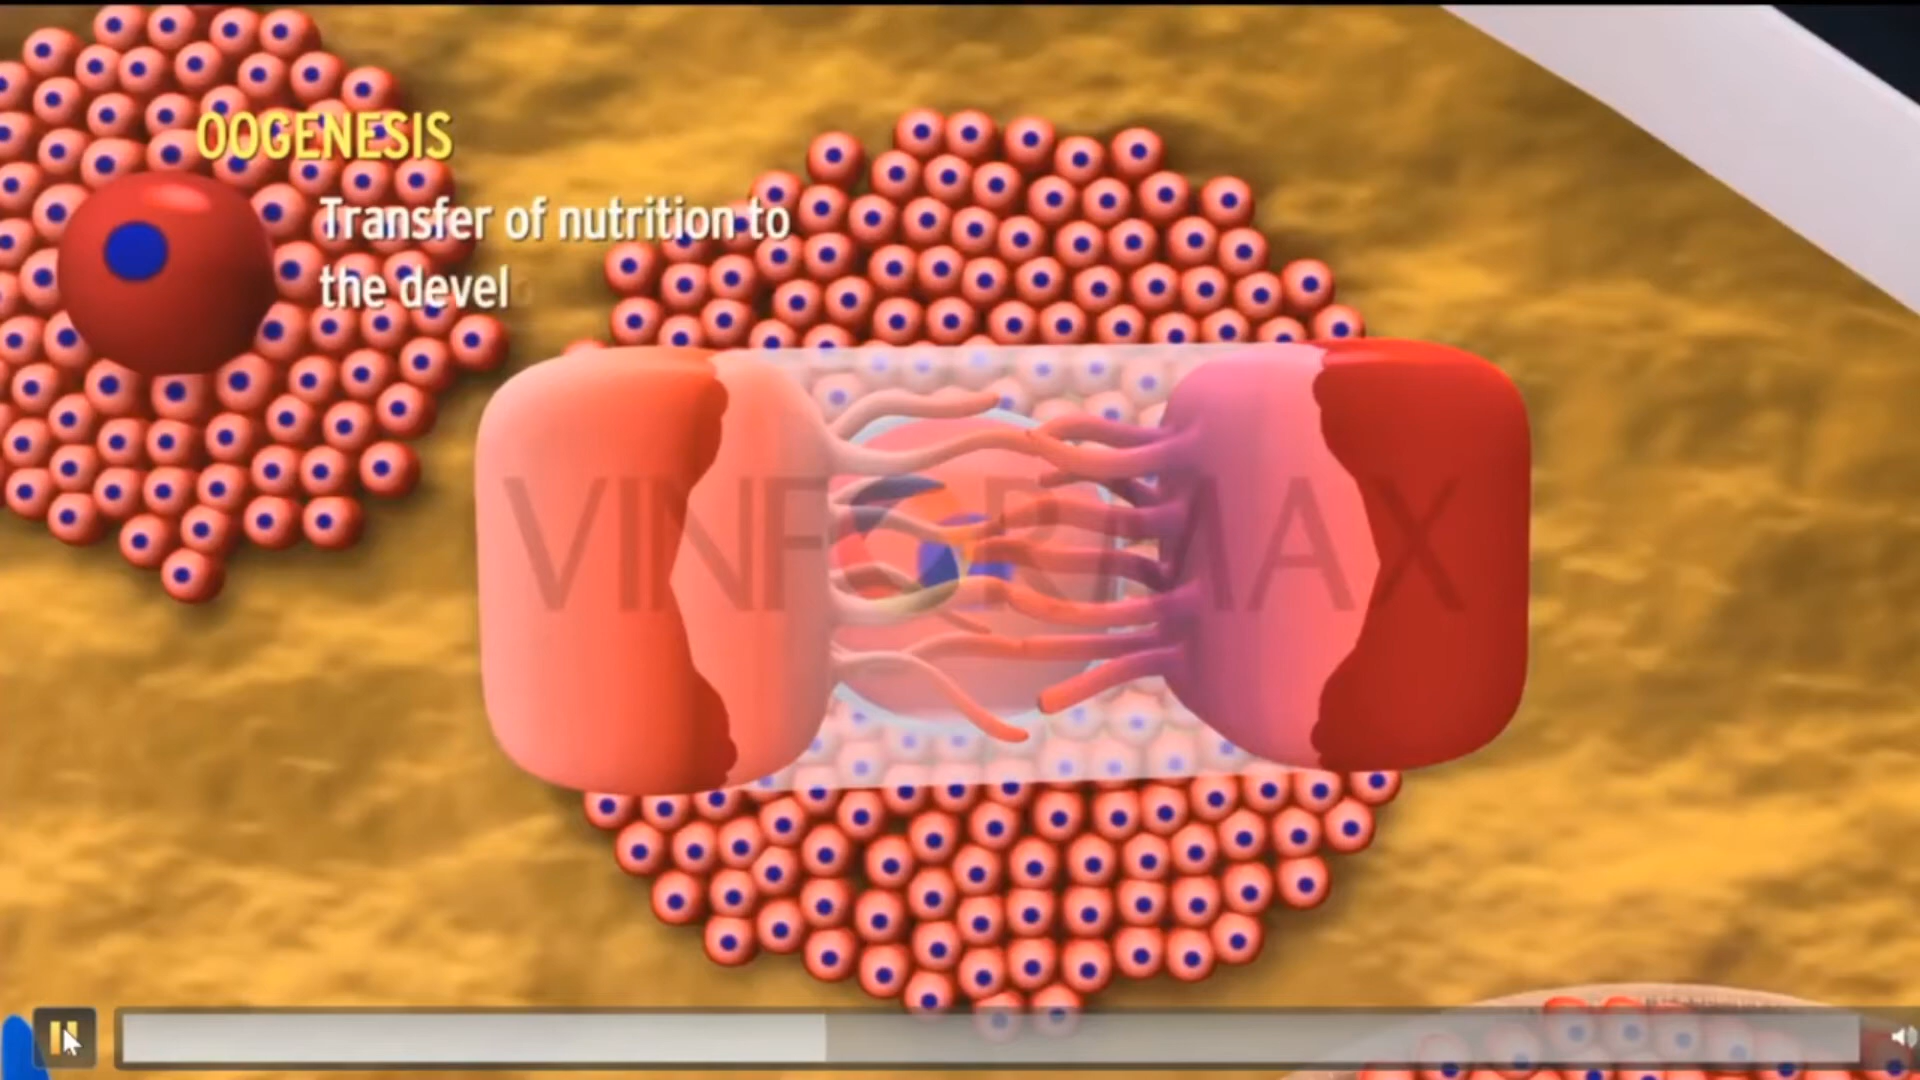 OOGENESIS
Transfer of nutrition to
the devel
VINFORMAX